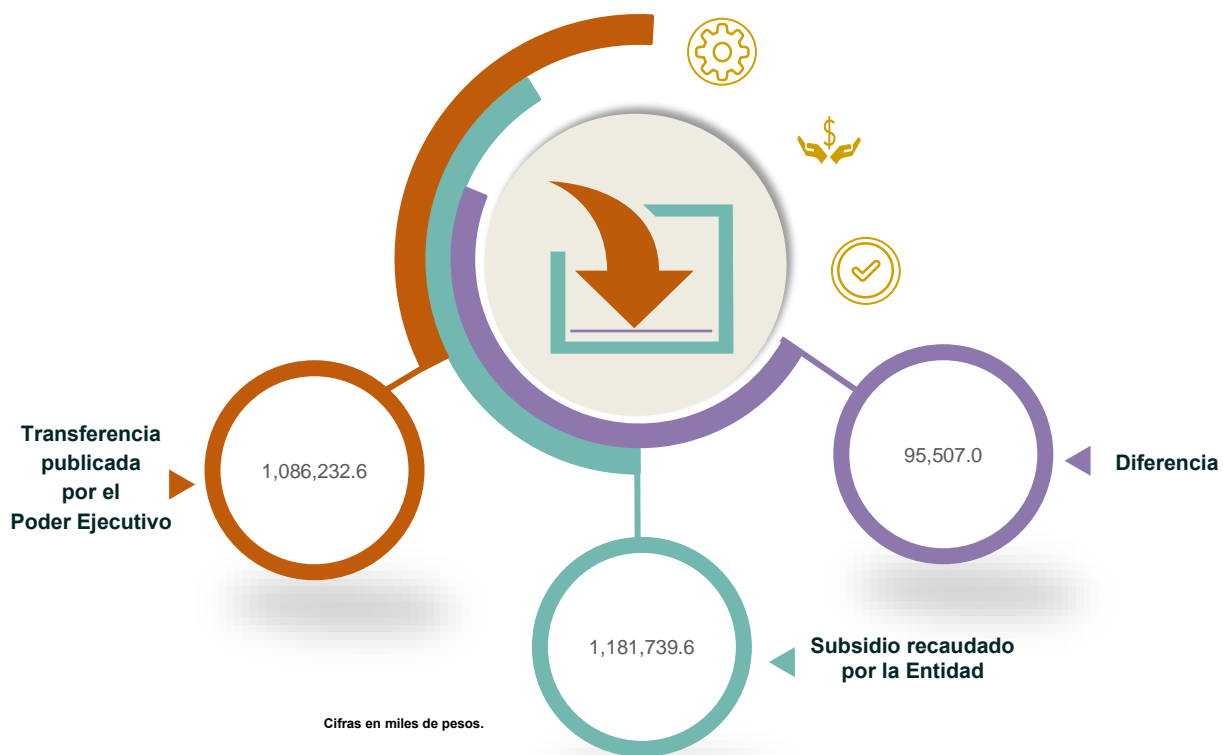 Transferencia
publicada
por el
Poder Ejecutivo
1,086,232.6
1,181,739.6
Subsidio recaudado
por la Entidad
95,507.0
Diferencia
$
Cifras en miles de pesos.